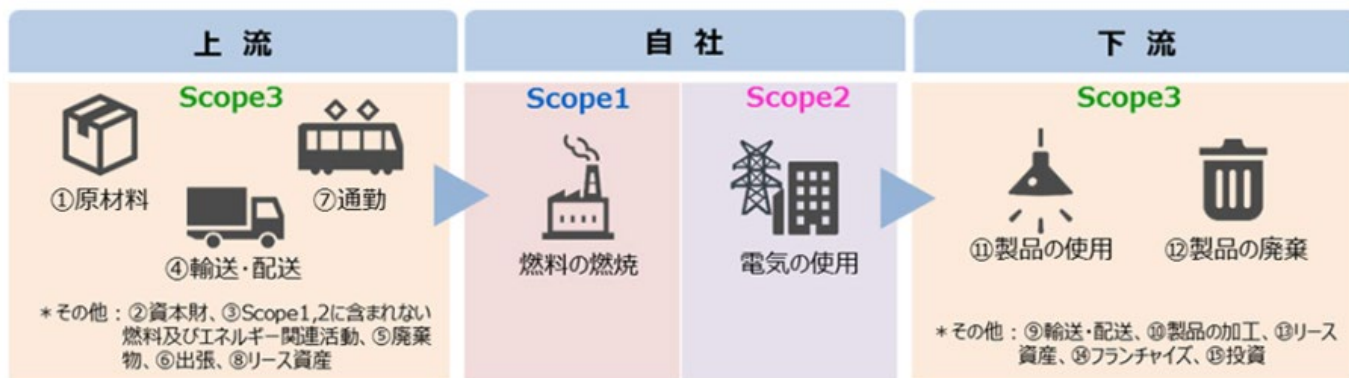 上流
Scope3
①原材料
⑦通勤
④輸送・配送
＊その他：②資本財、③Scope1,2に含まれない
燃料及びエネルギー関連活動、⑤廃棄
物、⑥出張、⑧リース資産
自社
Scope1
燃料の燃焼
Scope2
電気の使用
下流
Scope3
⑪製品の使用
⑫製品の廃棄
＊その他：⑨輸送・配送、⑩製品の加工、⑬リース
資産、⑭フランチャイズ、⑮投資